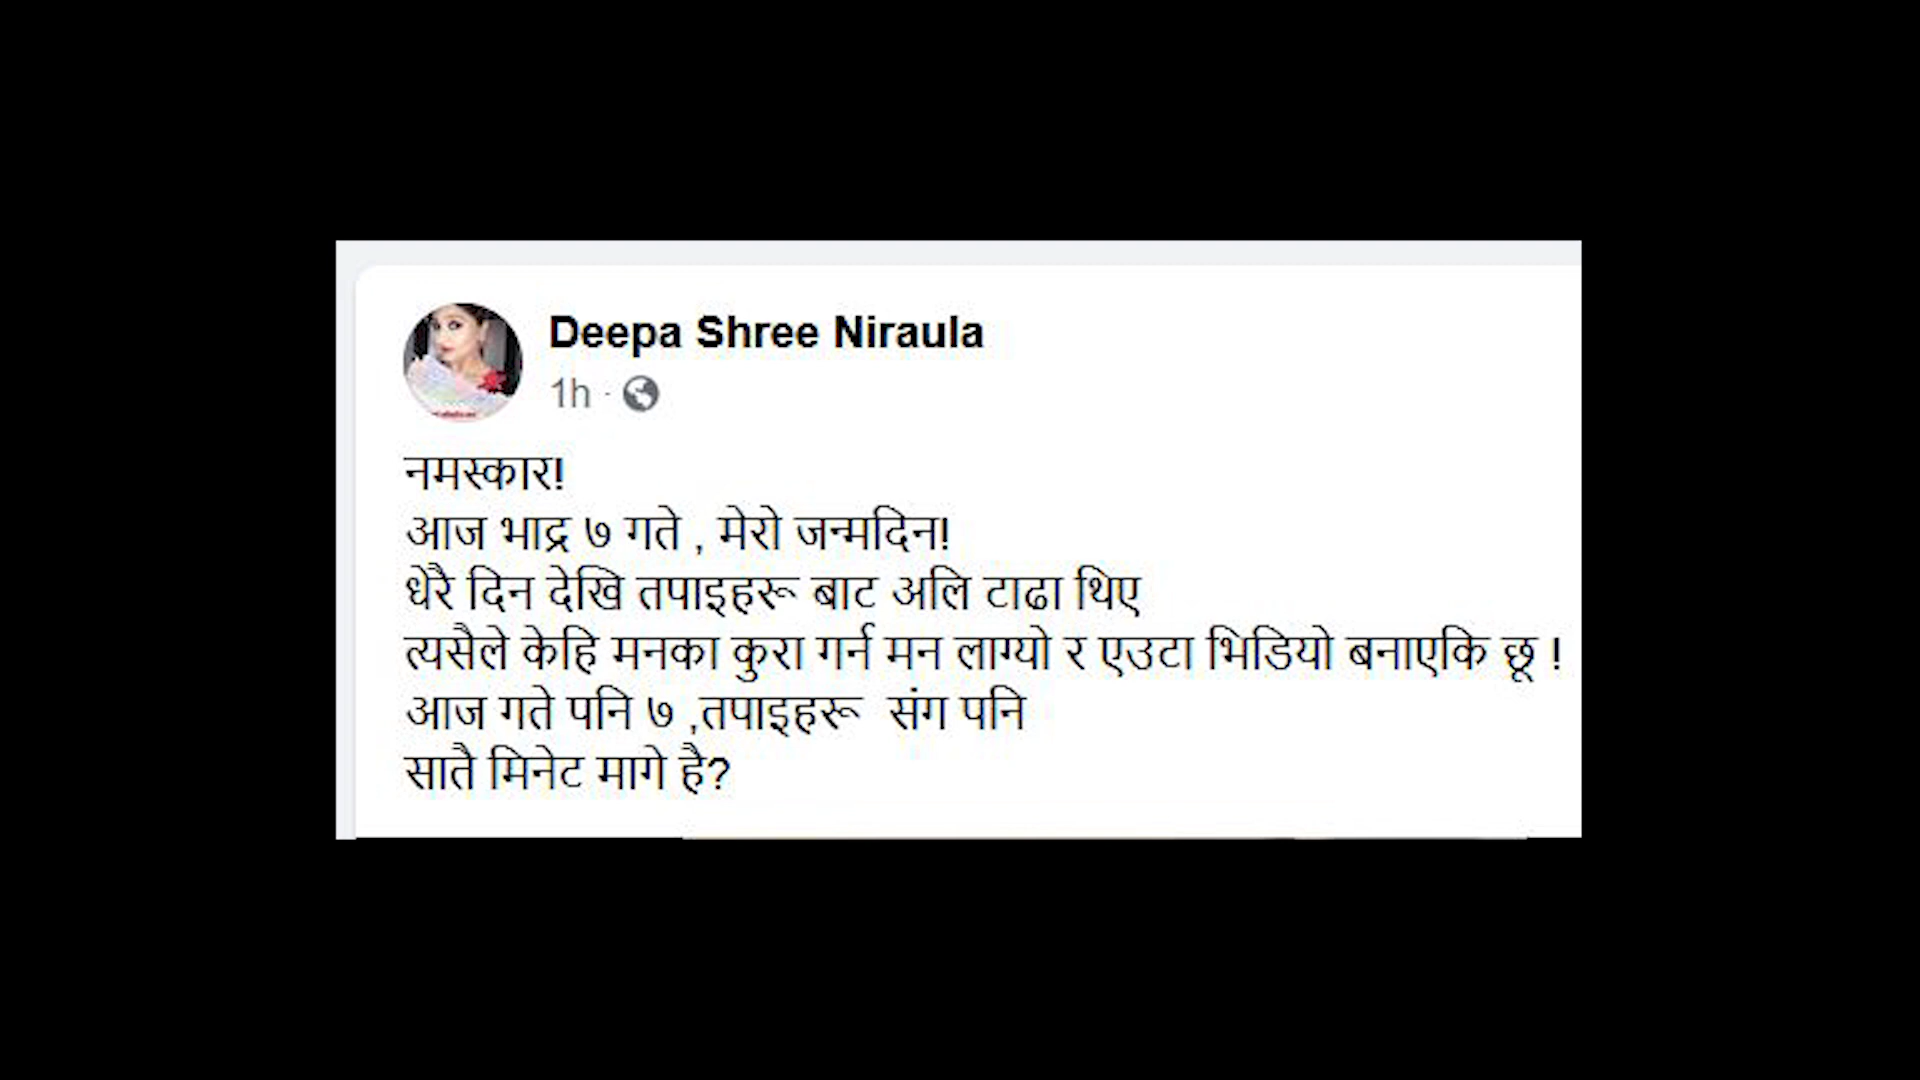 Deepa Shree Niraula
1h ·
नमस्कार!
आज भाद्र ७ गते , मेरो जन्मदिन!
धेरै दिन देखि तपाइहरू बाट अलि टाढा थिए
त्यसैले केहि मनका कुरा गर्न मन लाग्यो र एउटा भिडियो बनाएकि छू !
आज गते पनि ७ ,तपाइहरू संग पनि
सातै मिनेट मागे है?